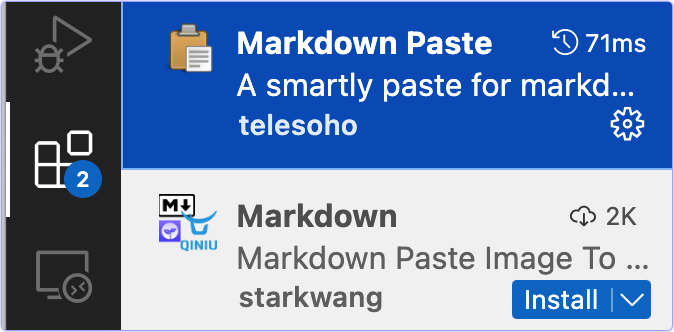 Markdown Paste 71ms
A smartly paste for markd...
telesoho
2
M
QINIU
Markdown 2K
Markdown Paste Image To ...
starkwang
Install